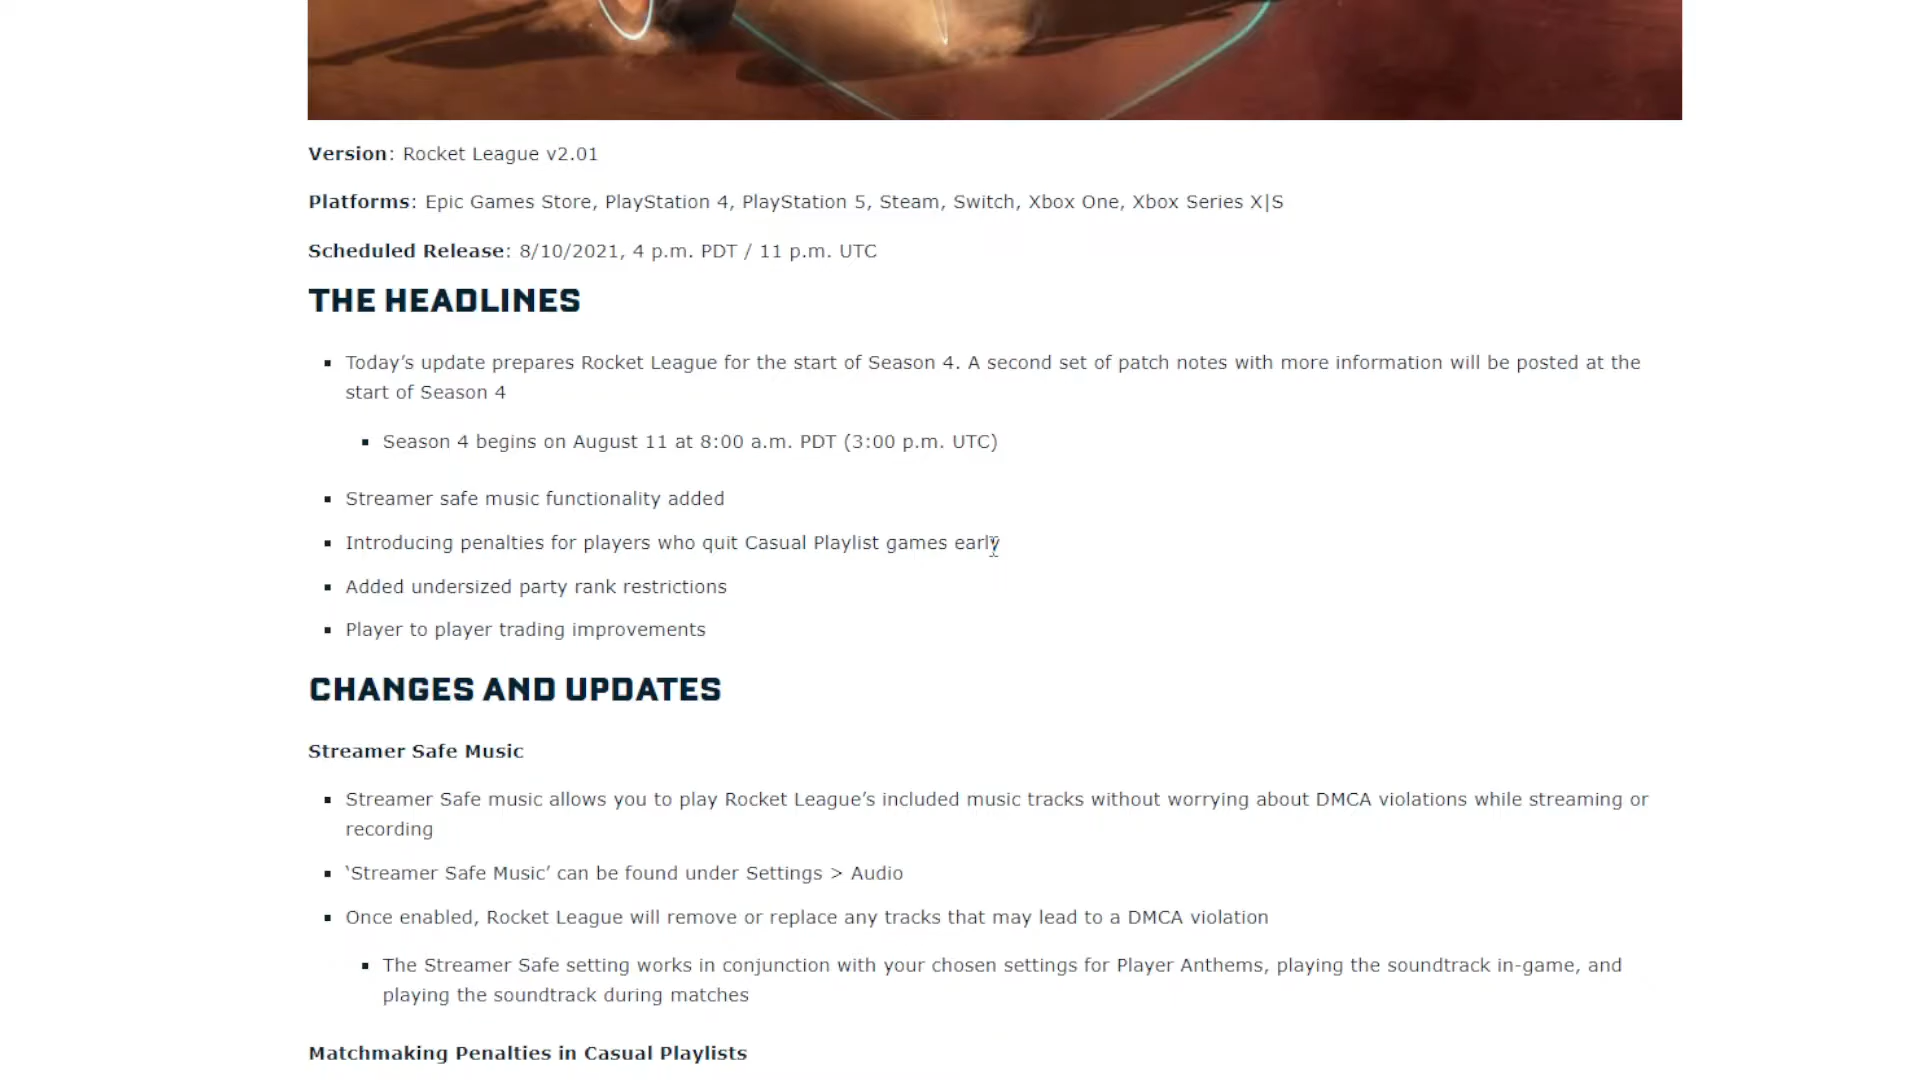 Version: Rocket League v2.01
Platforms: Epic Games Store, PlayStation 4, PlayStation 5, Steam, Switch, Xbox One, Xbox Series X|S
Scheduled Release: 8/10/2021, 4 p.m. PDT / 11 p.m. UTC
THE HEADLINES
▪ Today’s update prepares Rocket League for the start of Season 4. A second set of patch notes with more information will be posted at the
start of Season 4
▪ Season 4 begins on August 11 at 8:00 a.m. PDT (3:00 p.m. UTC)
▪ Streamer safe music functionality added
▪ Introducing penalties for players who quit Casual Playlist games early
▪ Added undersized party rank restrictions
▪ Player to player trading improvements
CHANGES AND UPDATES
Streamer Safe Music
▪ Streamer Safe music allows you to play Rocket League’s included music tracks without worrying about DMCA violations while streaming or
recording
▪ ‘Streamer Safe Music’ can be found under Settings > Audio
▪ Once enabled, Rocket League will remove or replace any tracks that may lead to a DMCA violation
▪ The Streamer Safe setting works in conjunction with your chosen settings for Player Anthems, playing the soundtrack in-game, and
playing the soundtrack during matches
Matchmaking Penalties in Casual Playlists